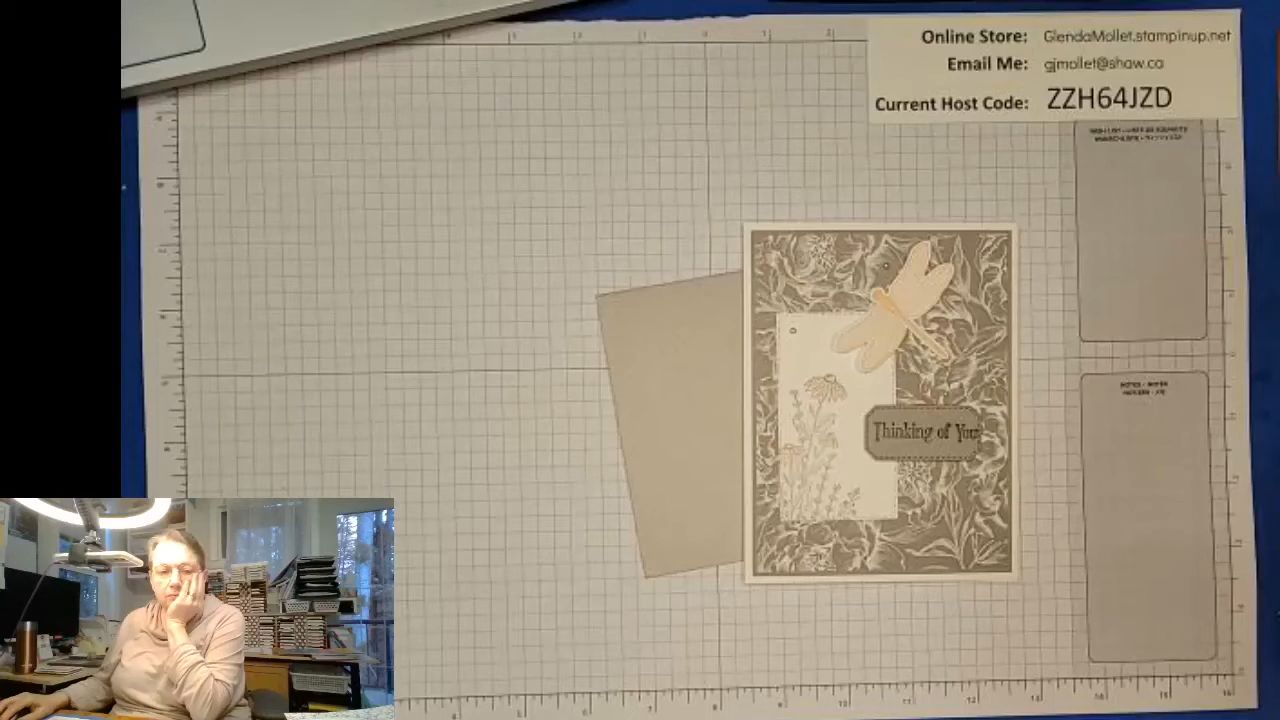 Online Store: GlendaMollet.stampinup.net
Email Me: gjmollet@shaw.ca
Current Host Code: ZZH64JZD
Thinking of You